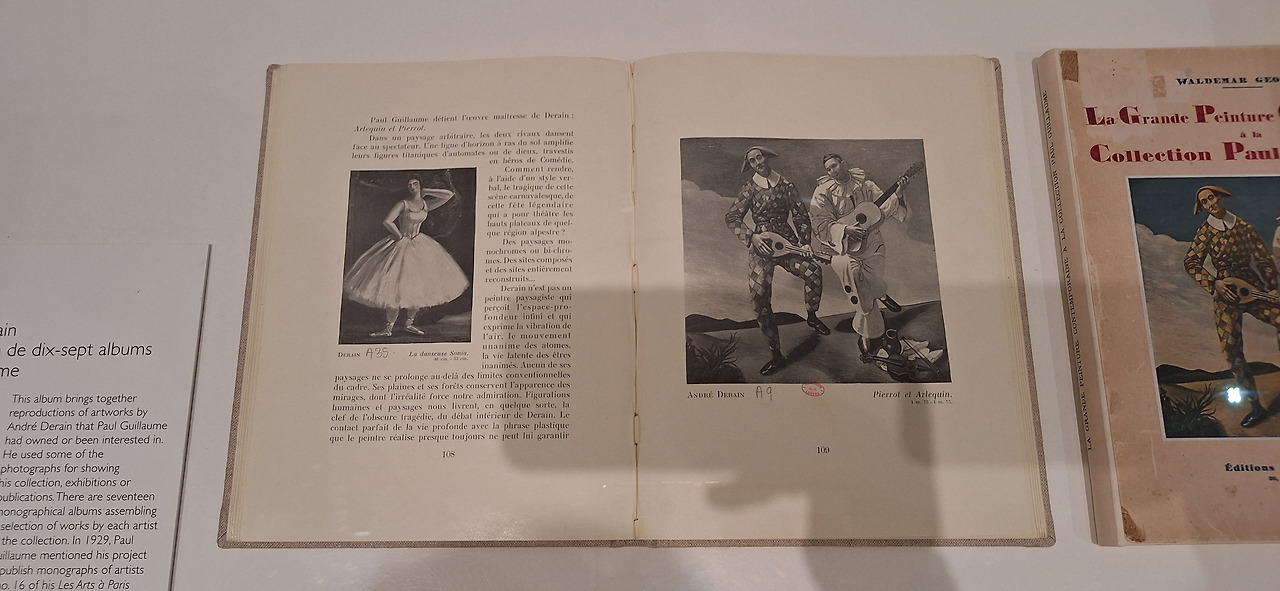 ain
de dix-sept albums
me
This album brings together
reproductions of artworks by
André Derain that Paul Guillaume
had owned or been interested in.
He used some of the
photographs for showing
his collection, exhibitions or
publications. There are seventeen
monographical albums assembling
selection of works by each artist
the collection. In 1929, Paul
uillaume mentioned his project
publish monographs of artists
no. 16 of his Les Arts à Paris
Paul Guillaume détient l'œuvre maîtresse de Derain :
Arlequin et Pierrot.
Dans un paysage arbitraire, les deux rivaux dansent
face au spectateur. Une ligne d'horizon à ras du sol amplifie
leurs figures titaniques d'automates ou de dieux, travestis
en héros de Comédie.
Comment rendre,
à l'aide d'un style ver-
bal, le tragique de cette
scène carnavalesque, de
cette fête légendaire
qui a pour théâtre les
hauts plateaux de quel-
que région alpestre ?
Des paysages mo-
nochromes ou bi-chro-
mes. Des sites composés
et des sites entièrement
reconstruits...
Derain n'est pas un
peintre paysagiste qui
perçoit l'espace-pro-
fondeur infini et qui
exprime la vibration de
l'air, le mouvement
unanime des atomes,
la vie latente des êtres
inanimés. Aucun de ses
DERAIN A35. La danseuse Sonia.
paysages ne se prolonge au-delà des limites conventionnelles
du cadre. Ses plaines et ses forêts conservent l'apparence des
mirages, dont l'irréalité force notre admiration. Figurations
humaines et paysages nous livrent, en quelque sorte, la
clef de l'obscure tragédie, du débat intérieur de Derain. Le
contact parfait de la vie profonde avec la phrase plastique
que le peintre réalise presque toujours ne peut lui garantir
108
ANDRÉ DERAIN A9 Pierrot et Arlequin.
109
LA GRANDE PEINTURE CONTEMPORAINE A LA COLLECTION PAUL GUILLAUME
WALDEMAR GEO
La Grande Peinture
à la
Collection Paul
Éditions